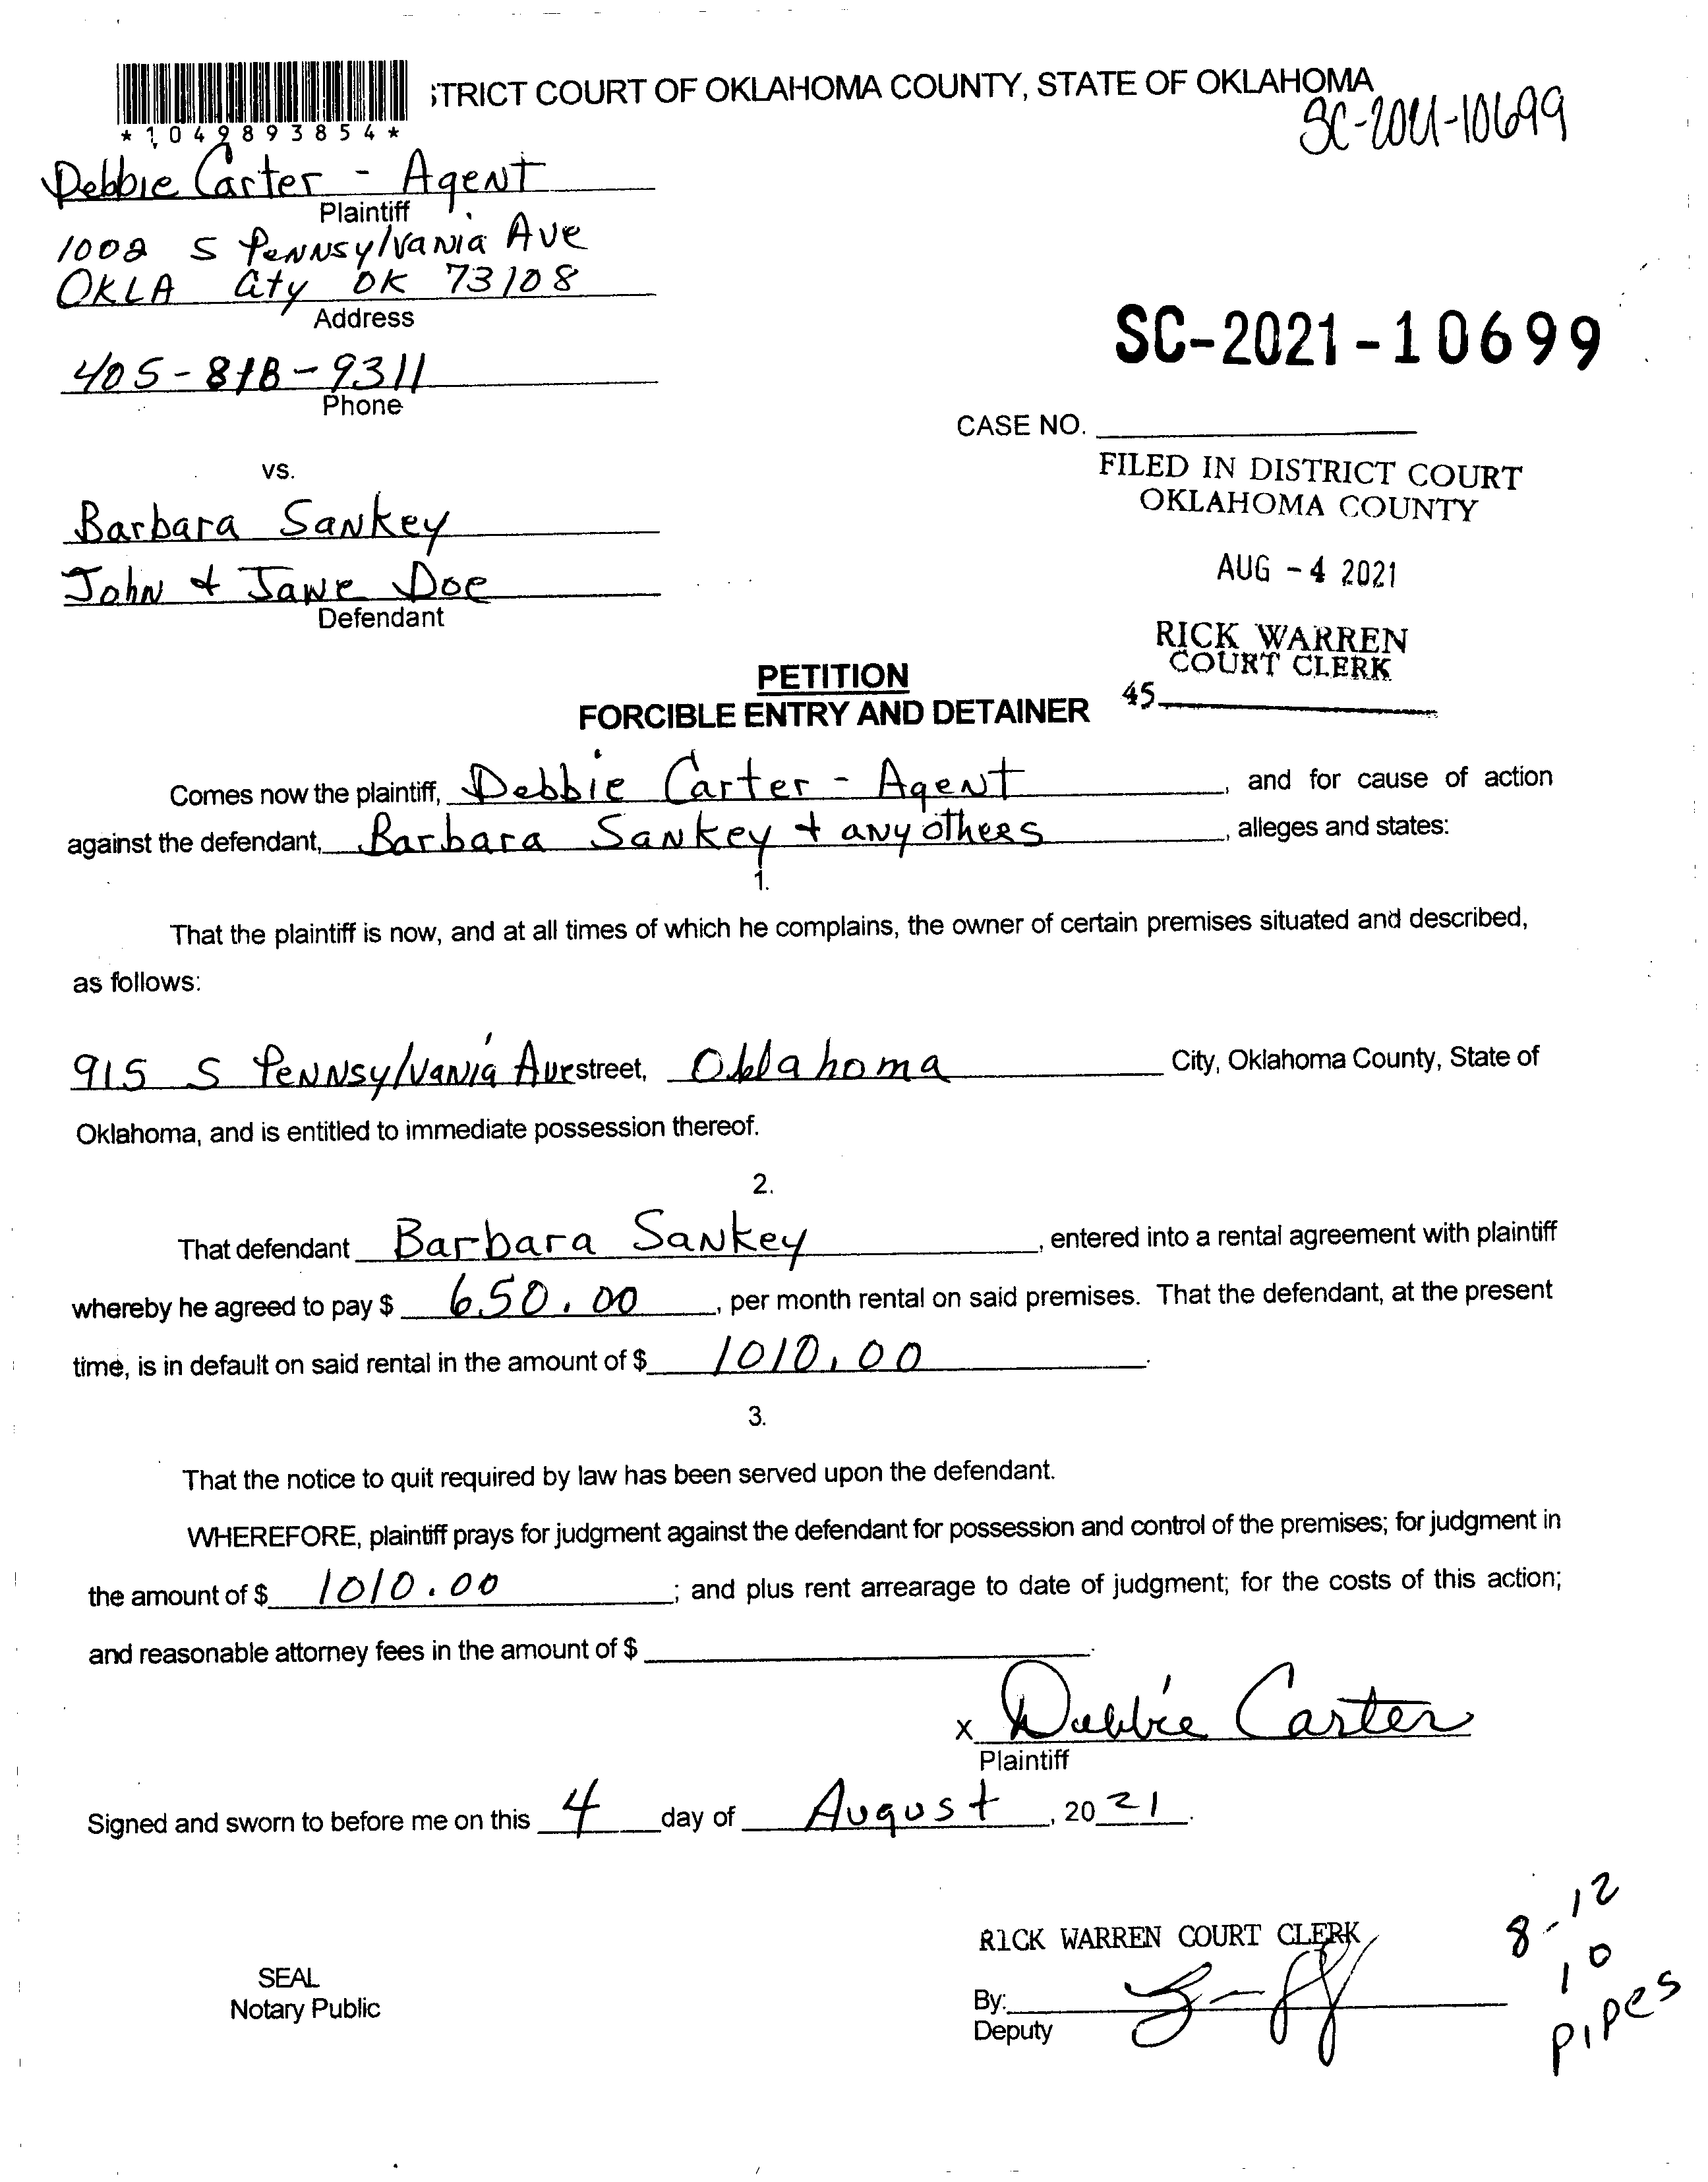 STRICT COURT OF OKLAHOMA COUNTY, STATE OF OKLAHOMA
*1049893854*
SC-2021-10699
Debbie Carter - Agent
Plaintiff
1002 S Pennsylvania Ave
OKLA City OK 73108
Address
SC-2021-10699
405-818-9311
Phone
CASE NO.
vs.
FILED IN DISTRICT COURT
OKLAHOMA COUNTY
Barbara Sankey
AUG -4 2021
John + Jane Doe
Defendant
RICK WARREN
COURT CLERK
45
PETITION
FORCIBLE ENTRY AND DETAINER
Comes now the plaintiff, Debbie Carter - Agent, and for cause of action
against the defendant, Barbara Sankey + any others, alleges and states:
1.
That the plaintiff is now, and at all times of which he complains, the owner of certain premises situated and described,
as follows:
915 S Pennsylvania Ave street, Oklahoma City, Oklahoma County, State of
Oklahoma, and is entitled to immediate possession thereof.
2.
That defendant Barbara Sankey, entered into a rental agreement with plaintiff
whereby he agreed to pay $ 650.00, per month rental on said premises. That the defendant, at the present
time, is in default on said rental in the amount of $ 1010.00.
3.
That the notice to quit required by law has been served upon the defendant.
WHEREFORE, plaintiff prays for judgment against the defendant for possession and control of the premises; for judgment in
the amount of $ 1010.00; and plus rent arrearage to date of judgment; for the costs of this action;
and reasonable attorney fees in the amount of $ .
x Debbie Carter
Plaintiff
Signed and sworn to before me on this 4 day of August, 2021.
8-12
10
Pipes
RICK WARREN COURT CLERK
SEAL
Notary Public
By:
Deputy